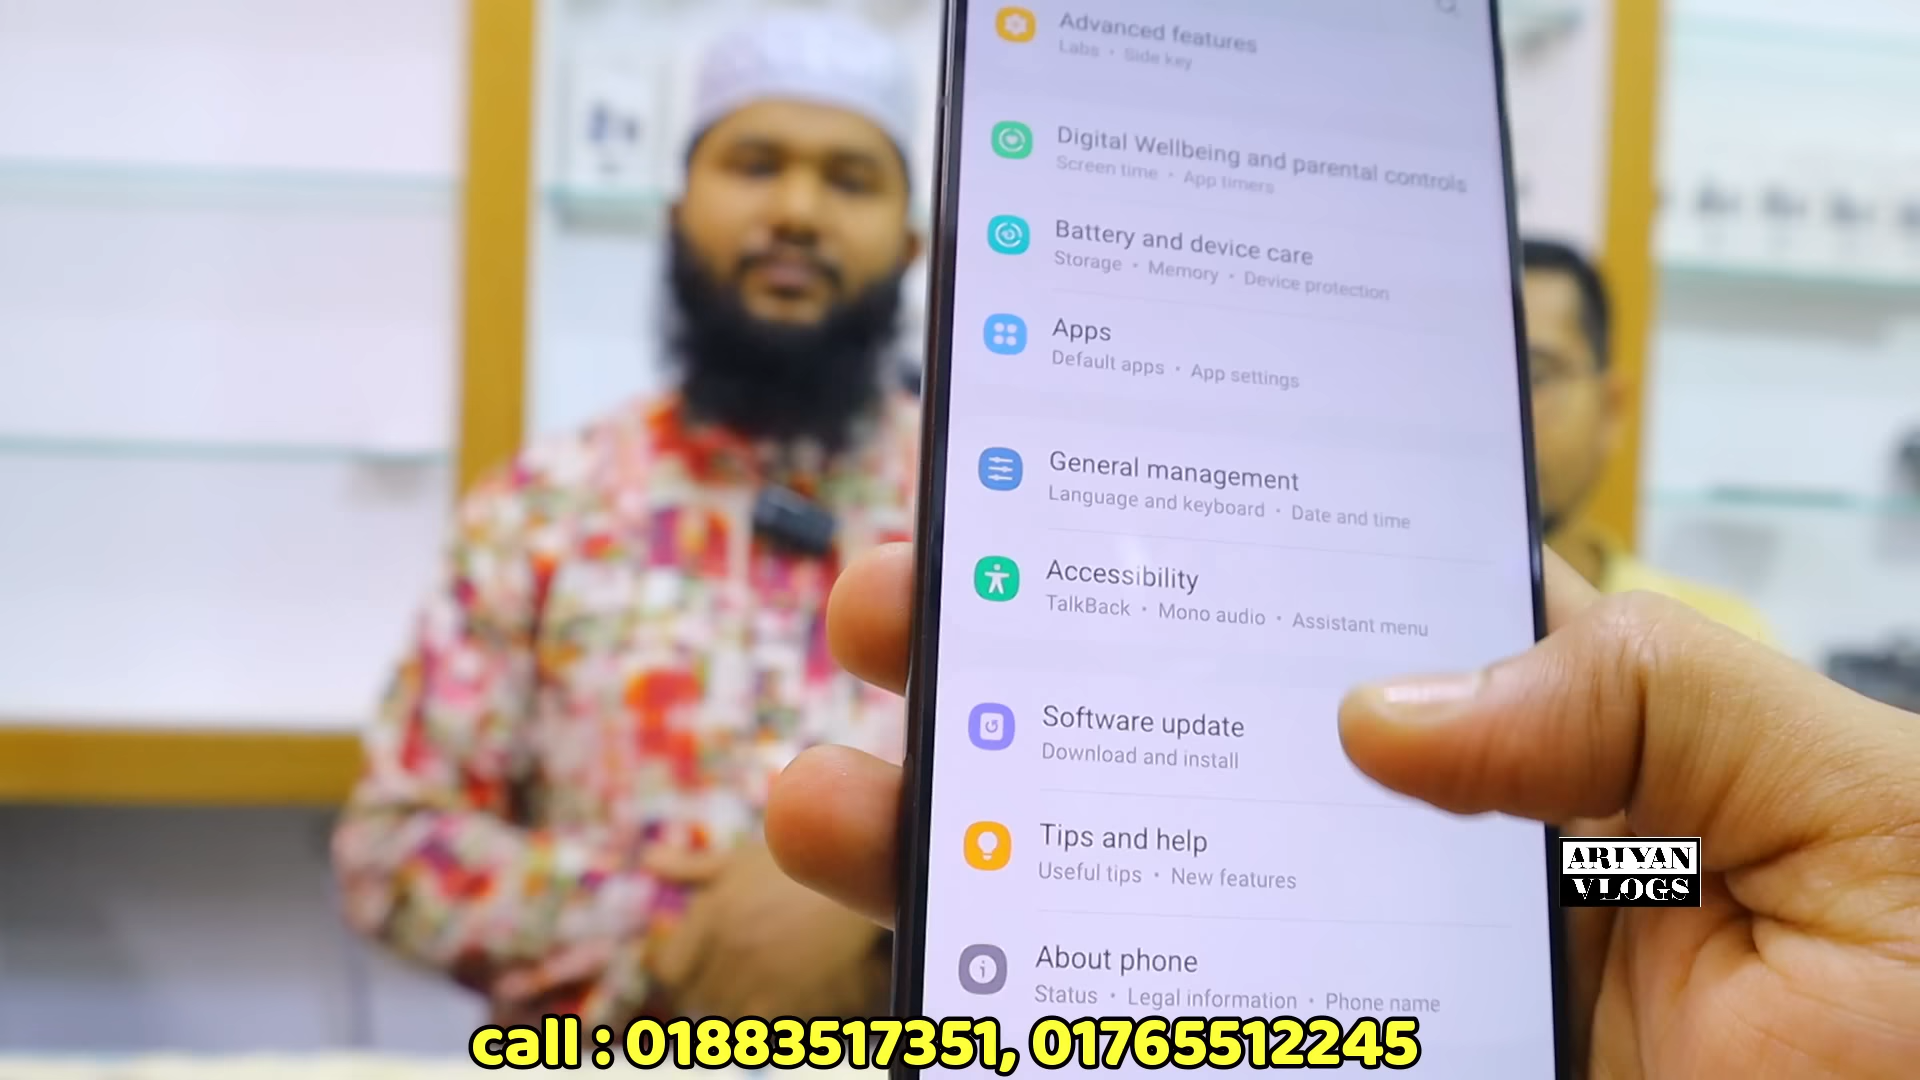 Advanced features
Labs • Side key
Digital Wellbeing and parental controls
Screen time • App timers
Battery and device care
Storage • Memory • Device protection
Apps
Default apps • App settings
General management
Language and keyboard • Date and time
Accessibility
TalkBack • Mono audio • Assistant menu
Software update
Download and install
Tips and help
Useful tips • New features
About phone
Status • Legal information • Phone name
ARIYAN
VLOGS
call : 01883517351, 01765512245